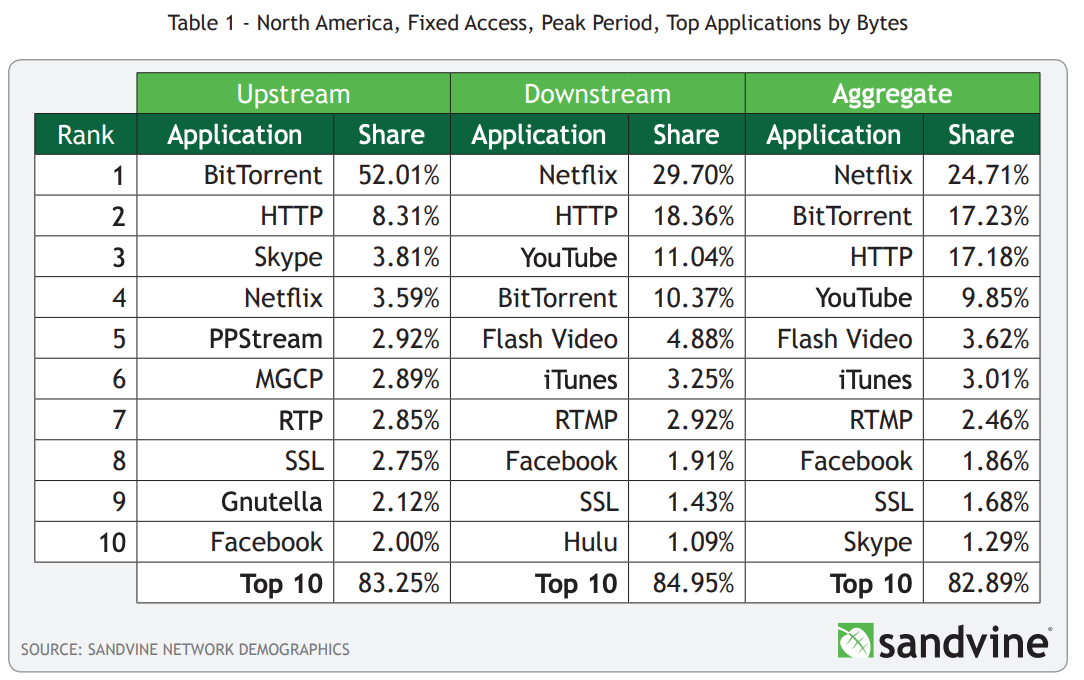 Table 1 - North America, Fixed Access, Peak Period, Top Applications by Bytes
Upstream Downstream Aggregate
Rank Application Share Application Share Application Share
1 BitTorrent 52.01% Netflix 29.70% Netflix 24.71%
2 HTTP 8.31% HTTP 18.36% BitTorrent 17.23%
3 Skype 3.81% YouTube 11.04% HTTP 17.18%
4 Netflix 3.59% BitTorrent 10.37% YouTube 9.85%
5 PPStream 2.92% Flash Video 4.88% Flash Video 3.62%
6 MGCP 2.89% iTunes 3.25% iTunes 3.01%
7 RTP 2.85% RTMP 2.92% RTMP 2.46%
8 SSL 2.75% Facebook 1.91% Facebook 1.86%
9 Gnutella 2.12% SSL 1.43% SSL 1.68%
10 Facebook 2.00% Hulu 1.09% Skype 1.29%
Top 10 83.25% Top 10 84.95% Top 10 82.89%
SOURCE: SANDVINE NETWORK DEMOGRAPHICS
sandvine®